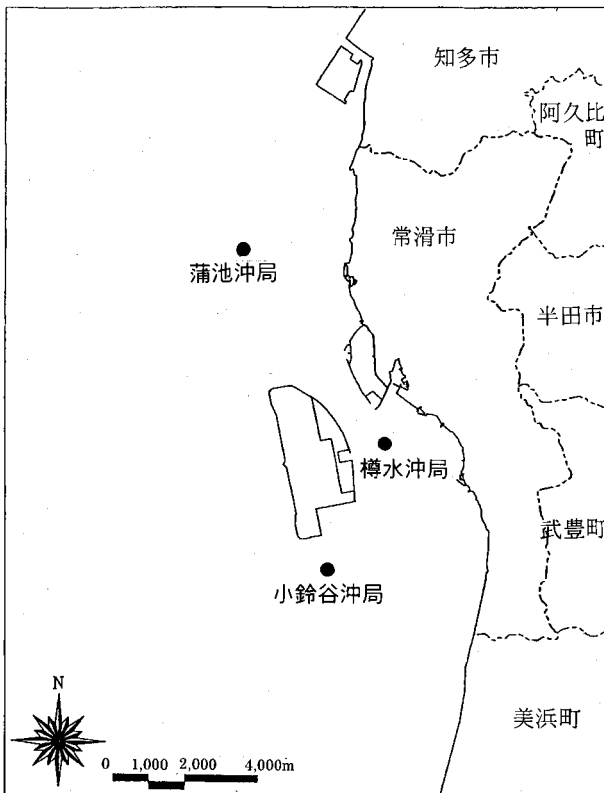 知多市
阿久比
町
常滑市
蒲池沖局
半田市
樽水沖局
武豊町
小鈴谷沖局
美浜町
N
0 1,000 2,000 4,000m